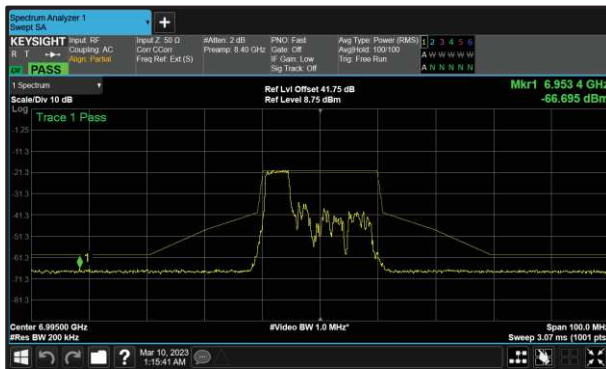 Spectrum Analyzer 1
Swept SA
KEYSIGHT
R T
PASS
Input: RF
Coupling: AC
Align: Partial
Input Z: 50 Ω
Corr CCorr
Freq Ref: Ext (S)
#Atten: 2 dB
Preamp: 8.40 GHz
PNO: Fast
Gate: Off
IF Gain: Low
Sig Track: Off
Avg Type: Power (RMS)
Avg|Hold: 100/100
Trig: Free Run
1 2 3 4 5 6
A W W W W W
A N N N N N
1 Spectrum
Scale/Div 10 dB
Ref Lvl Offset 41.75 dB
Ref Level 8.75 dBm
Mkr1 6.953 4 GHz
-66.695 dBm
Log
Trace 1 Pass
-1.25
-11.3
-21.3
-31.3
-41.3
-51.3
-61.3
-71.3
-81.3
1
Center 6.99500 GHz
#Res BW 200 kHz
#Video BW 1.0 MHz*
Span 100.0 MHz
Sweep 3.07 ms (1001 pts)
?
Mar 10, 2023
1:15:41 AM